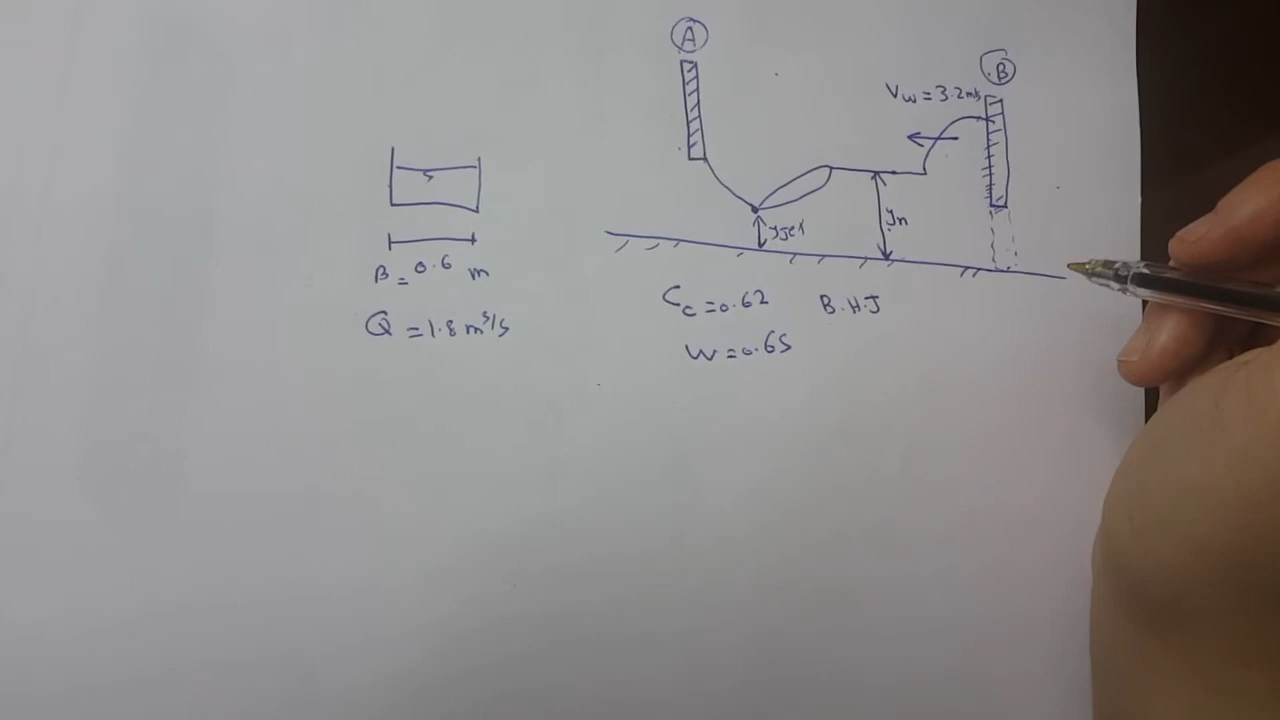 A
B
Vw = 3.2 m/s
yn
yJet
B = 0.6 m
Q = 1.8 m³/s
Cc = 0.62
B.H.J
W = 0.65